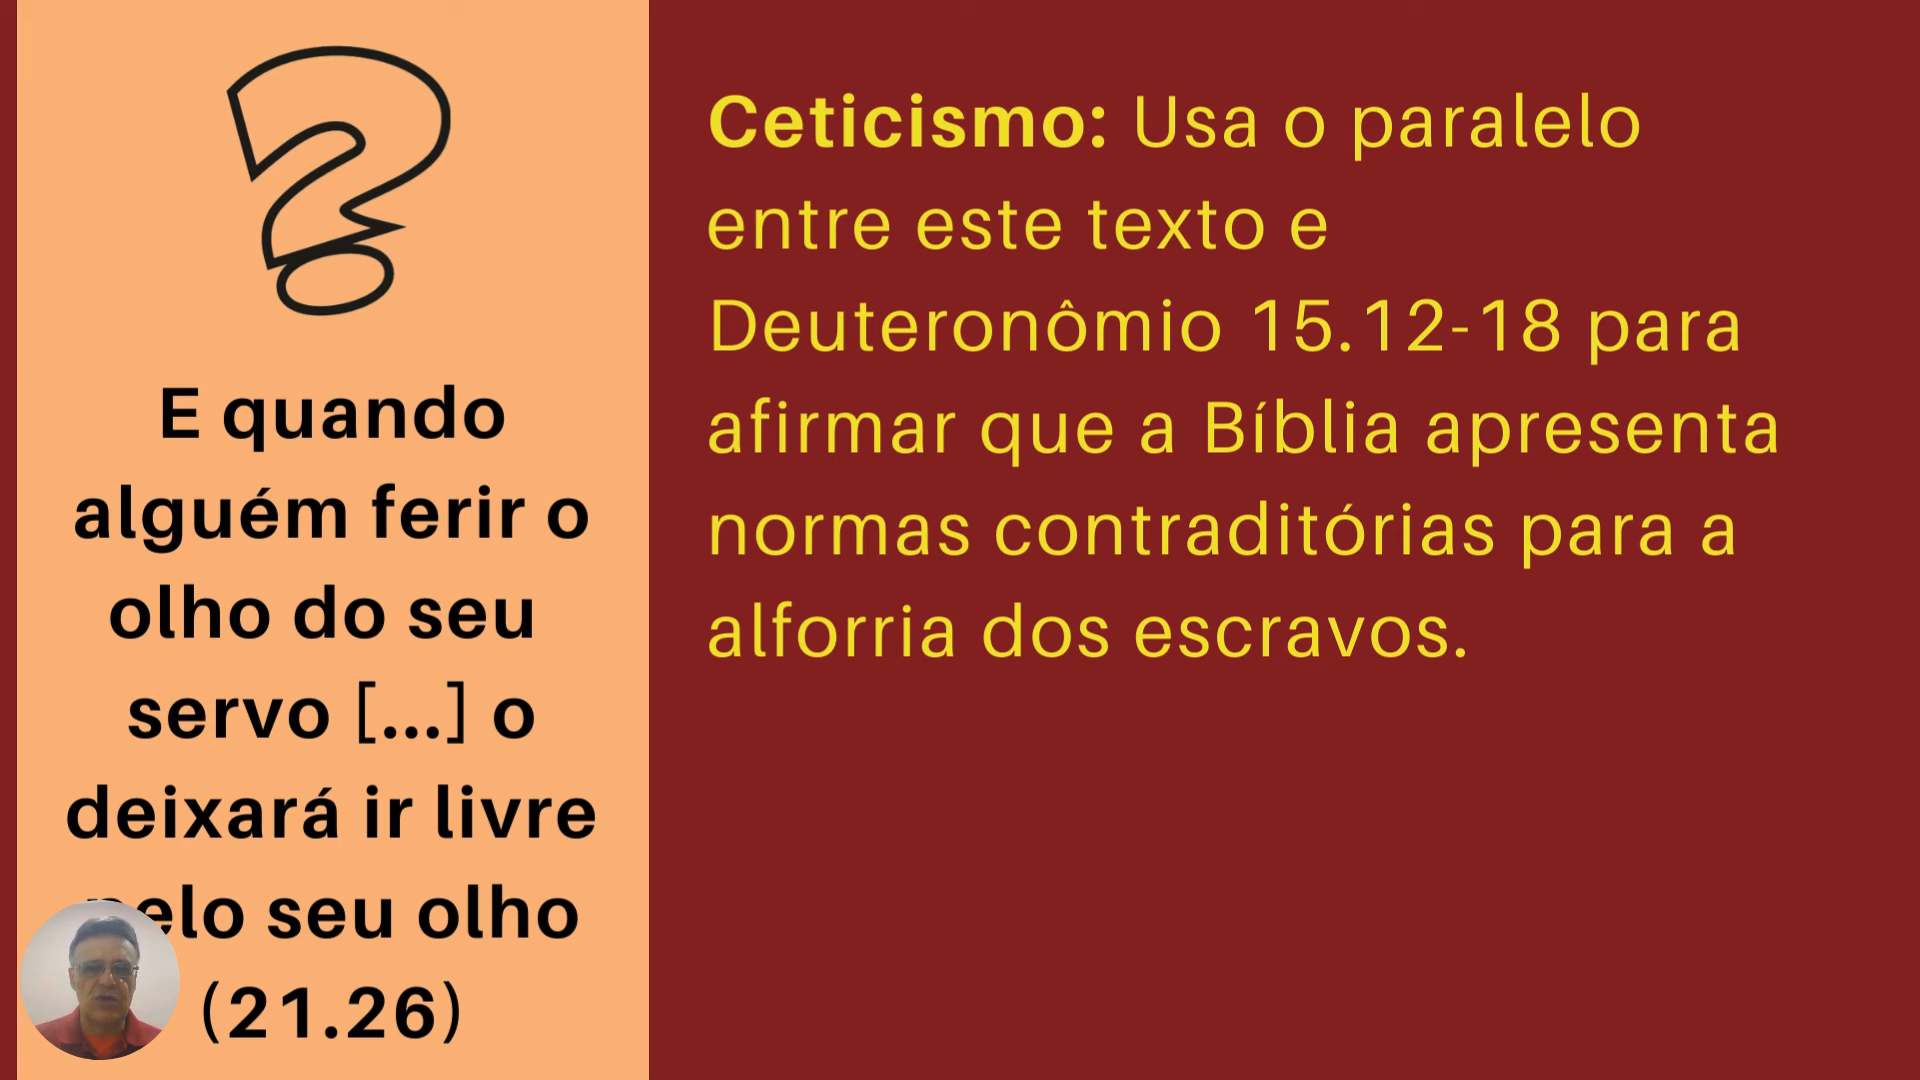 E quando
alguém ferir o
olho do seu
servo [...] o
deixará ir livre
pelo seu olho
(21.26)
Ceticismo: Usa o paralelo
entre este texto e
Deuteronômio 15.12-18 para
afirmar que a Bíblia apresenta
normas contraditórias para a
alforria dos escravos.